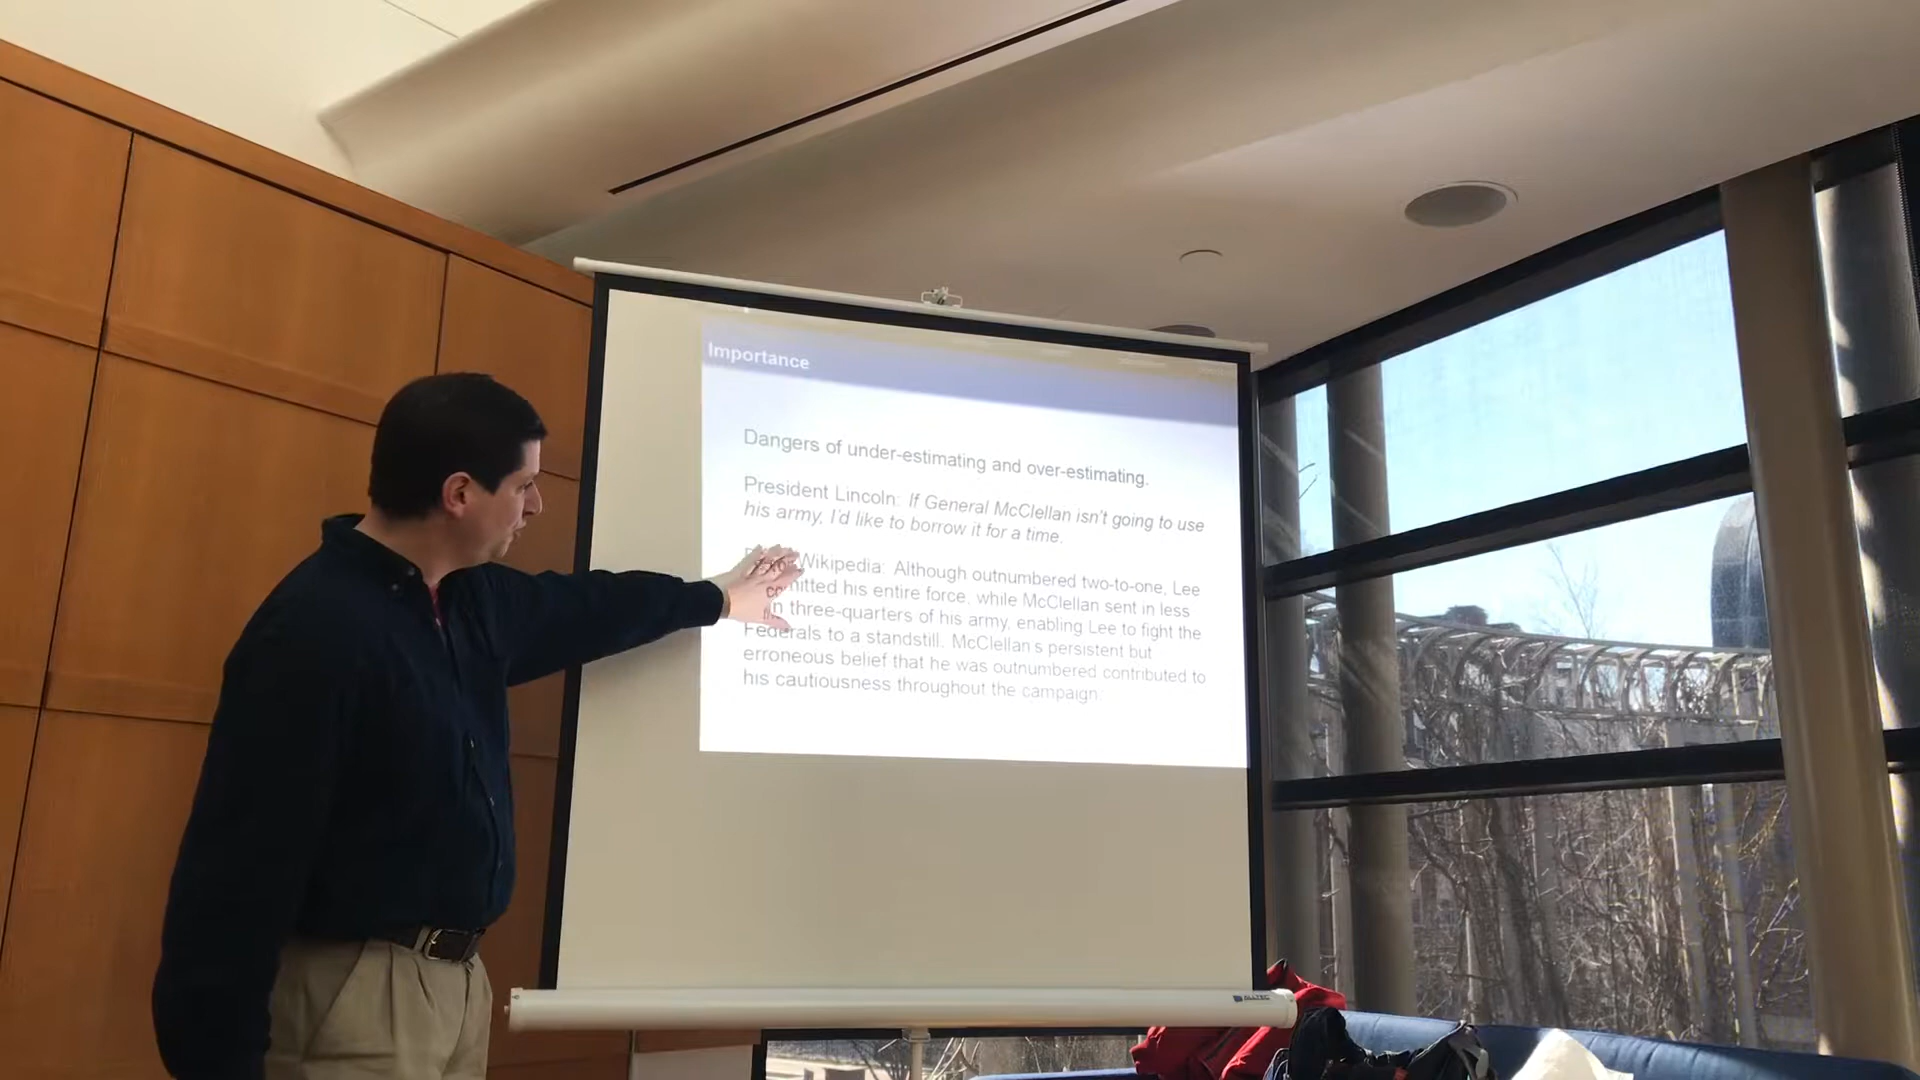 Importance
Dangers of under-estimating and over-estimating.
President Lincoln: If General McClellan isn't going to use
his army, I'd like to borrow it for a time.
Wikipedia: Although outnumbered two-to-one, Lee
his entire force, while McClellan sent in less
three-quarters of his army, enabling Lee to fight the
Federals to a standstill. McClellan's persistent but
erroneous belief that he was outnumbered contributed to
his cautiousness throughout the campaign.